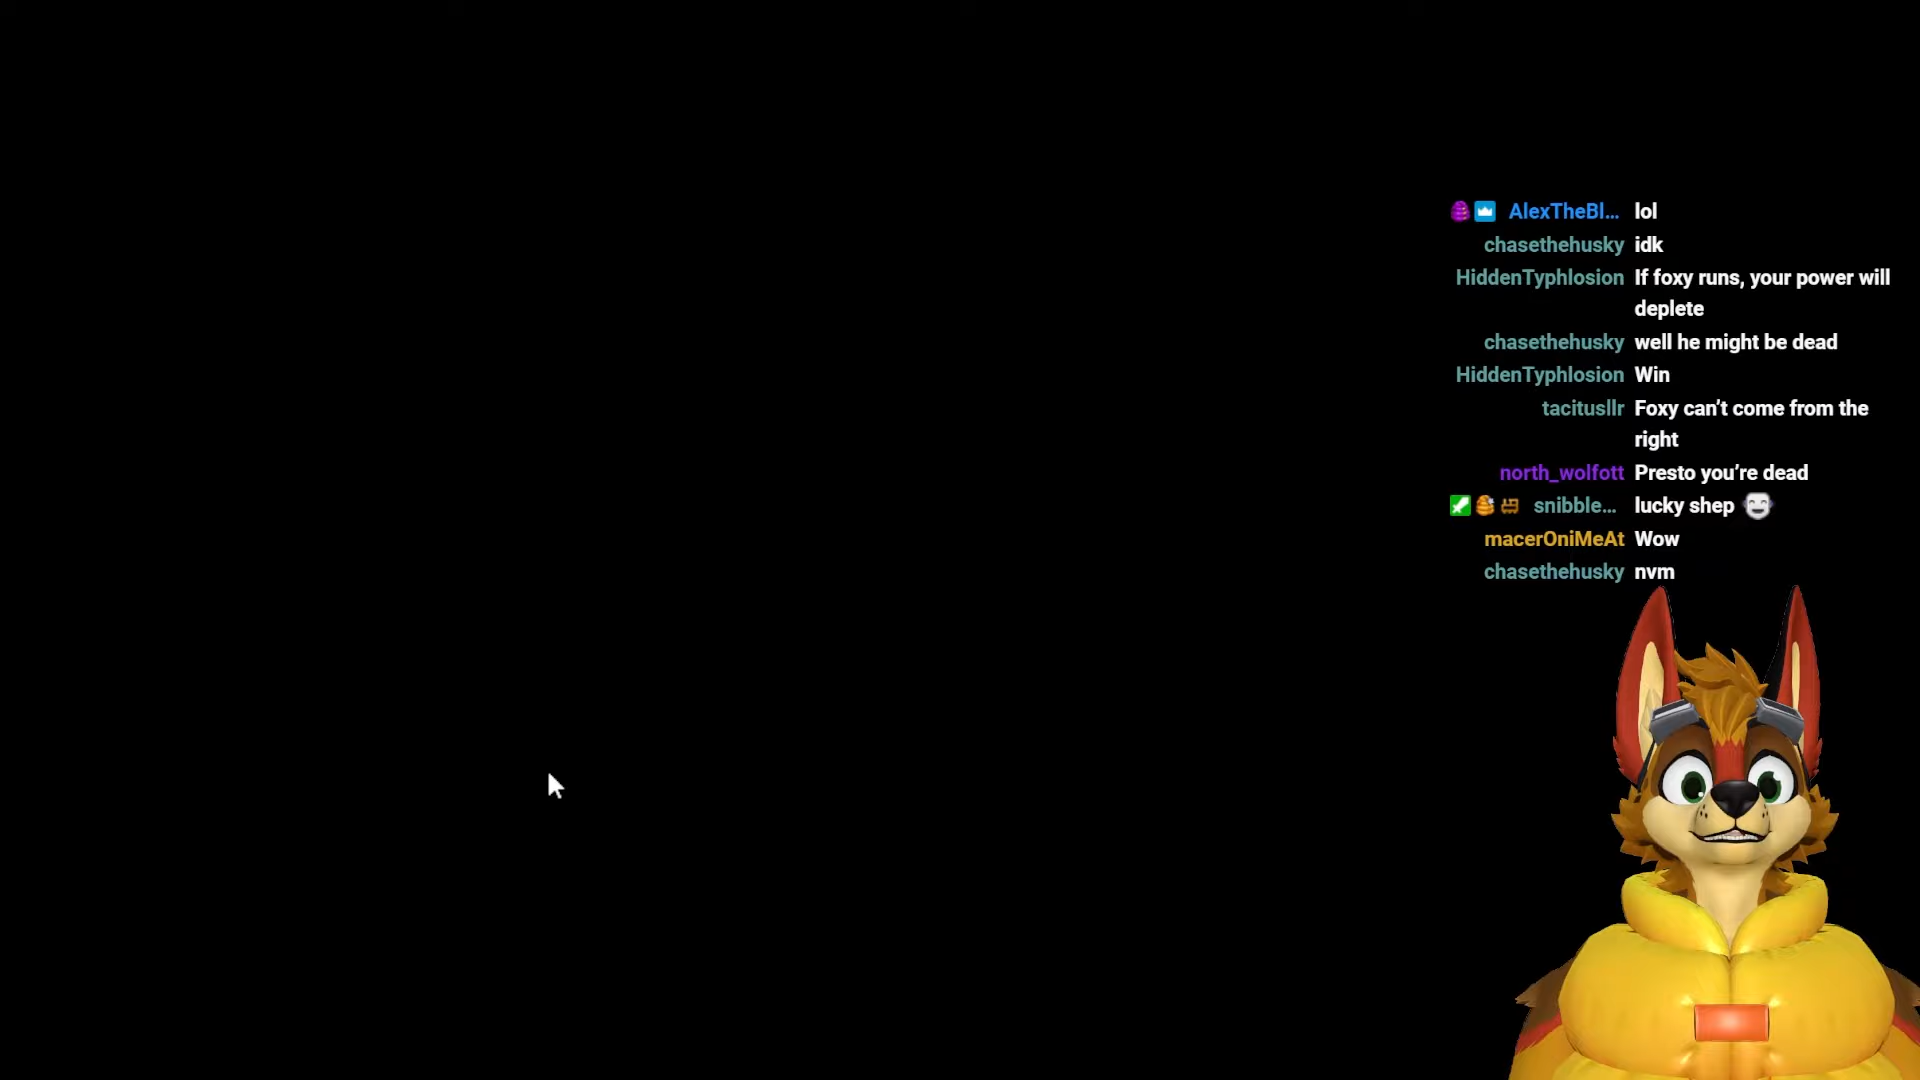 AlexTheBl... lol
chasethehusky idk
HiddenTyphlosion If foxy runs, your power will
deplete
chasethehusky well he might be dead
HiddenTyphlosion Win
tacitusllr Foxy can’t come from the
right
north_wolfott Presto you’re dead
snibble... lucky shep
macerOniMeAt Wow
chasethehusky nvm